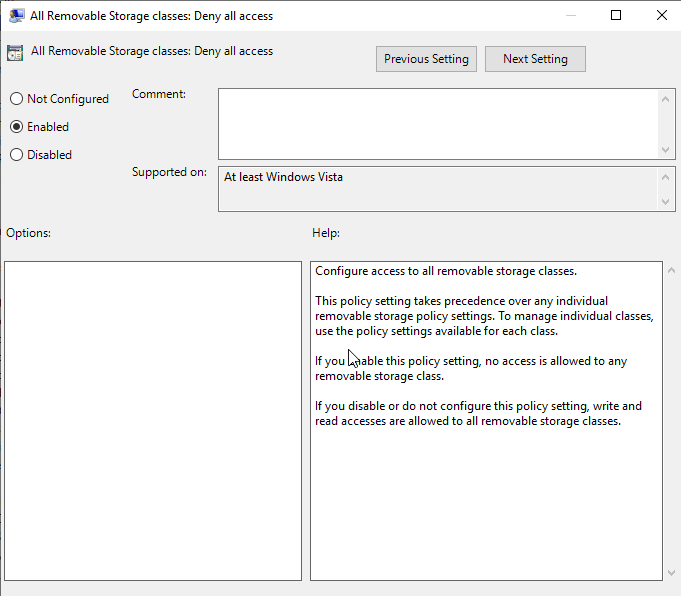 All Removable Storage classes: Deny all access
All Removable Storage classes: Deny all access
Previous Setting
Next Setting
Not Configured
Comment:
Enabled
Disabled
Supported on:
At least Windows Vista
Options:
Help:
Configure access to all removable storage classes.
This policy setting takes precedence over any individual
removable storage policy settings. To manage individual classes,
use the policy settings available for each class.
If you enable this policy setting, no access is allowed to any
removable storage class.
If you disable or do not configure this policy setting, write and
read accesses are allowed to all removable storage classes.